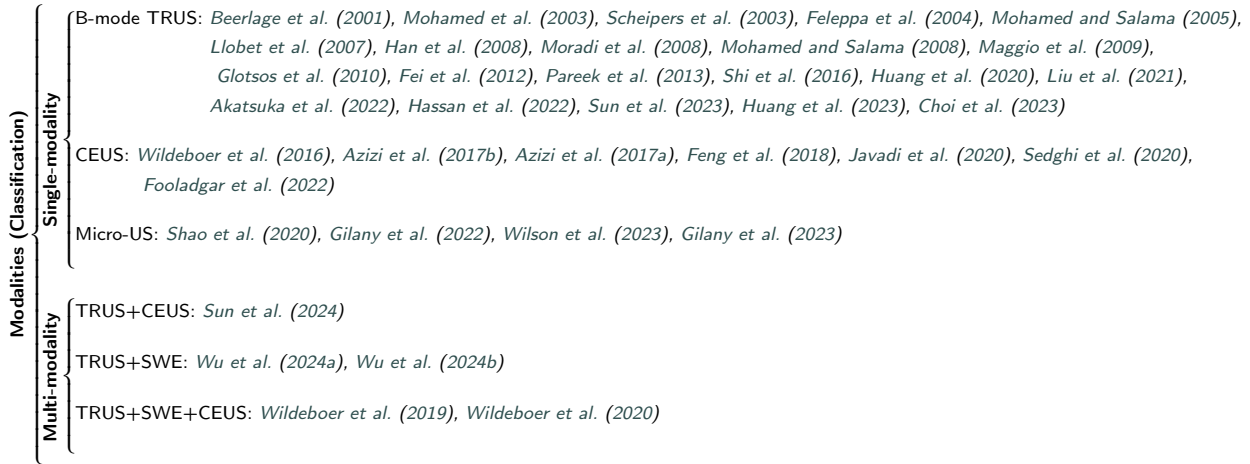 Modalities (Classification)
Single-modality
B-mode TRUS: Beerlage et al. (2001), Mohamed et al. (2003), Scheipers et al. (2003), Feleppa et al. (2004), Mohamed and Salama (2005),
Llobet et al. (2007), Han et al. (2008), Moradi et al. (2008), Mohamed and Salama (2008), Maggio et al. (2009),
Glotsos et al. (2010), Fei et al. (2012), Pareek et al. (2013), Shi et al. (2016), Huang et al. (2020), Liu et al. (2021),
Akatsuka et al. (2022), Hassan et al. (2022), Sun et al. (2023), Huang et al. (2023), Choi et al. (2023)
CEUS: Wildeboer et al. (2016), Azizi et al. (2017b), Azizi et al. (2017a), Feng et al. (2018), Javadi et al. (2020), Sedghi et al. (2020),
Fooladgar et al. (2022)
Micro-US: Shao et al. (2020), Gilany et al. (2022), Wilson et al. (2023), Gilany et al. (2023)
Multi-modality
TRUS+CEUS: Sun et al. (2024)
TRUS+SWE: Wu et al. (2024a), Wu et al. (2024b)
TRUS+SWE+CEUS: Wildeboer et al. (2019), Wildeboer et al. (2020)